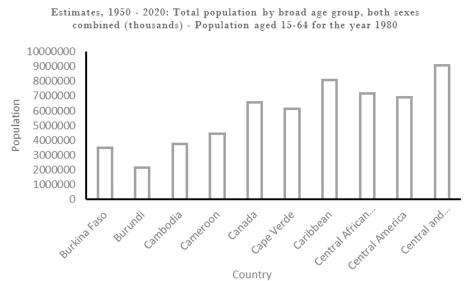 Estimates, 1950 - 2020: Total population by broad age group, both sexes
combined (thousands) - Population aged 15-64 for the year 1980
10000000
9000000
8000000
7000000
6000000
5000000
4000000
3000000
2000000
1000000
0
Population
Burkina Faso
Burundi
Cambodia
Cameroon
Canada
Cape Verde
Caribbean
Central African...
Central America
Central and...
Country